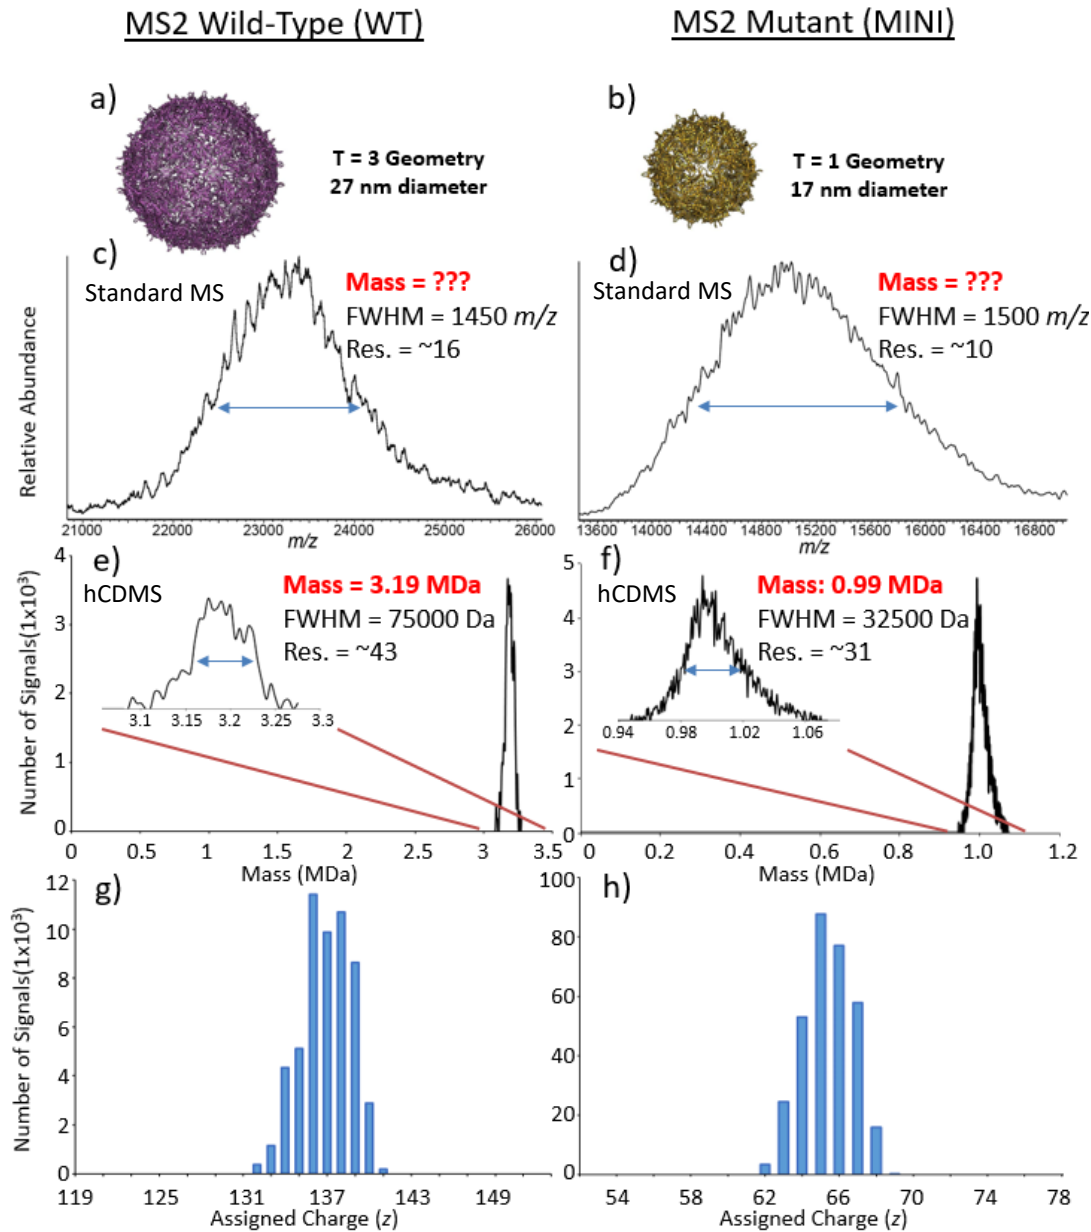 MS2 Wild-Type (WT)
MS2 Mutant (MINI)
a)
T = 3 Geometry
27 nm diameter
b)
T = 1 Geometry
17 nm diameter
c)
Standard MS
Mass = ???
FWHM = 1450 m/z
Res. = ~16
Relative Abundance
21000 22000 23000 24000 25000 26000
m/z
d)
Standard MS
Mass = ???
FWHM = 1500 m/z
Res. = ~10
13600 14000 14400 14800 15200 15600 16000 16400
m/z
e)
hCDMS
Mass = 3.19 MDa
FWHM = 75000 Da
Res. = ~43
3.1 3.15 3.2 3.25 3.3
Number of Signals(1x10³)
4
3
2
1
0
0 1 2 3 3.5
Mass (MDa)
f)
hCDMS
Mass: 0.99 MDa
FWHM = 32500 Da
Res. = ~31
0.94 0.98 1.02 1.06
5
4
3
2
1
0
0 0.2 0.4 0.6 0.8 1.0 1.2
Mass (MDa)
g)
Number of Signals(1x10³)
12
10
8
6
4
2
0
119 125 131 137 143 149
Assigned Charge (z)
h)
100
80
60
40
20
0
54 58 62 66 70 74 78
Assigned Charge (z)